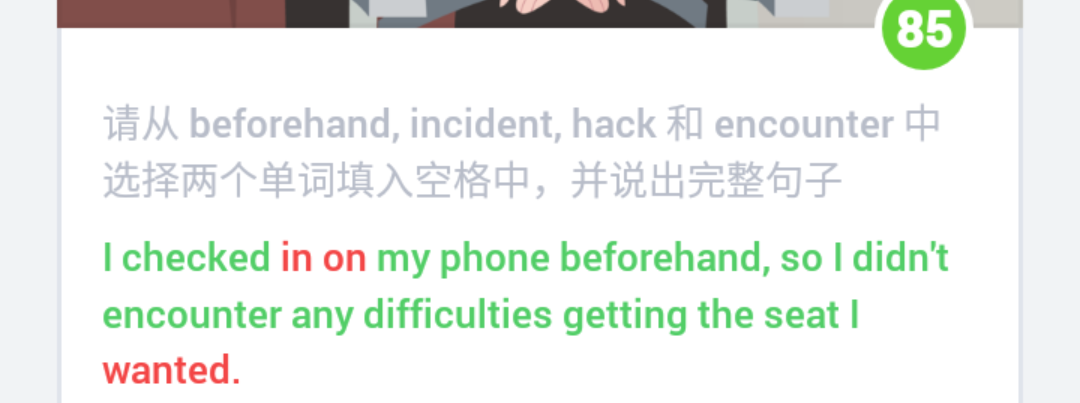 85
请从 beforehand, incident, hack 和 encounter 中
选择两个单词填入空格中，并说出完整句子
I checked in on my phone beforehand, so I didn't
encounter any difficulties getting the seat I
wanted.